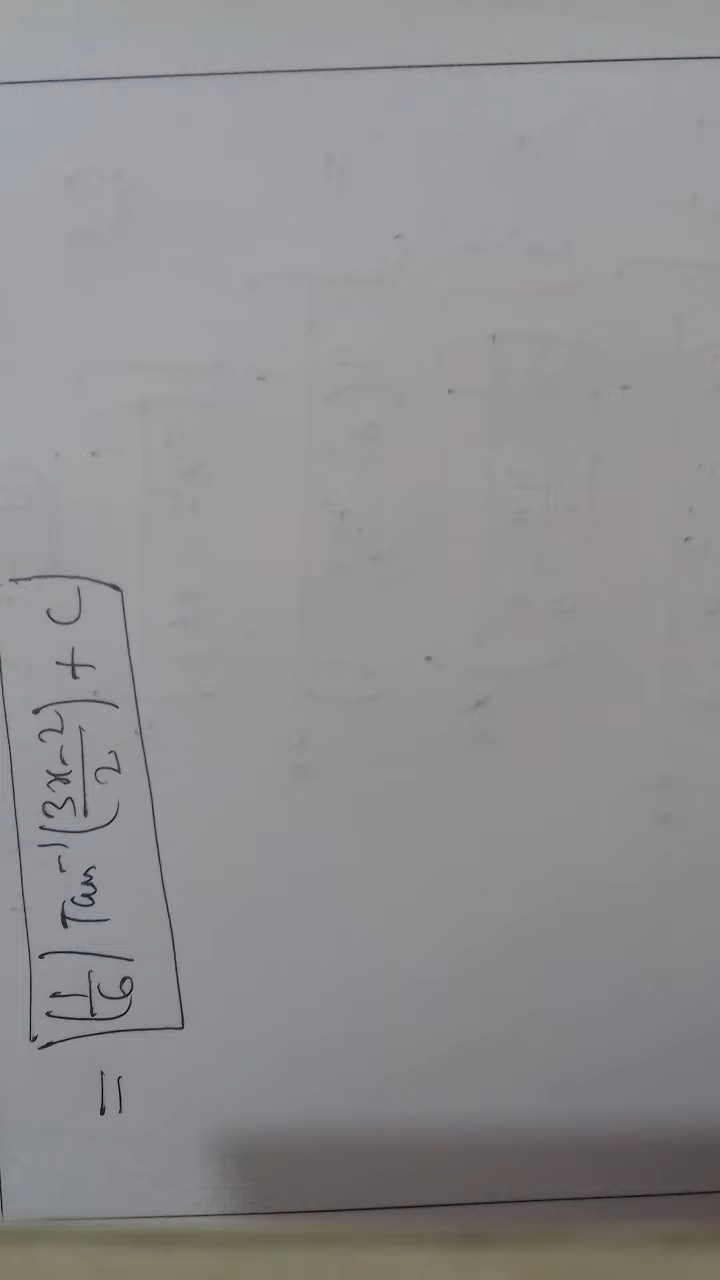 = (1/6) Tan⁻¹((3x-2)/2) + C